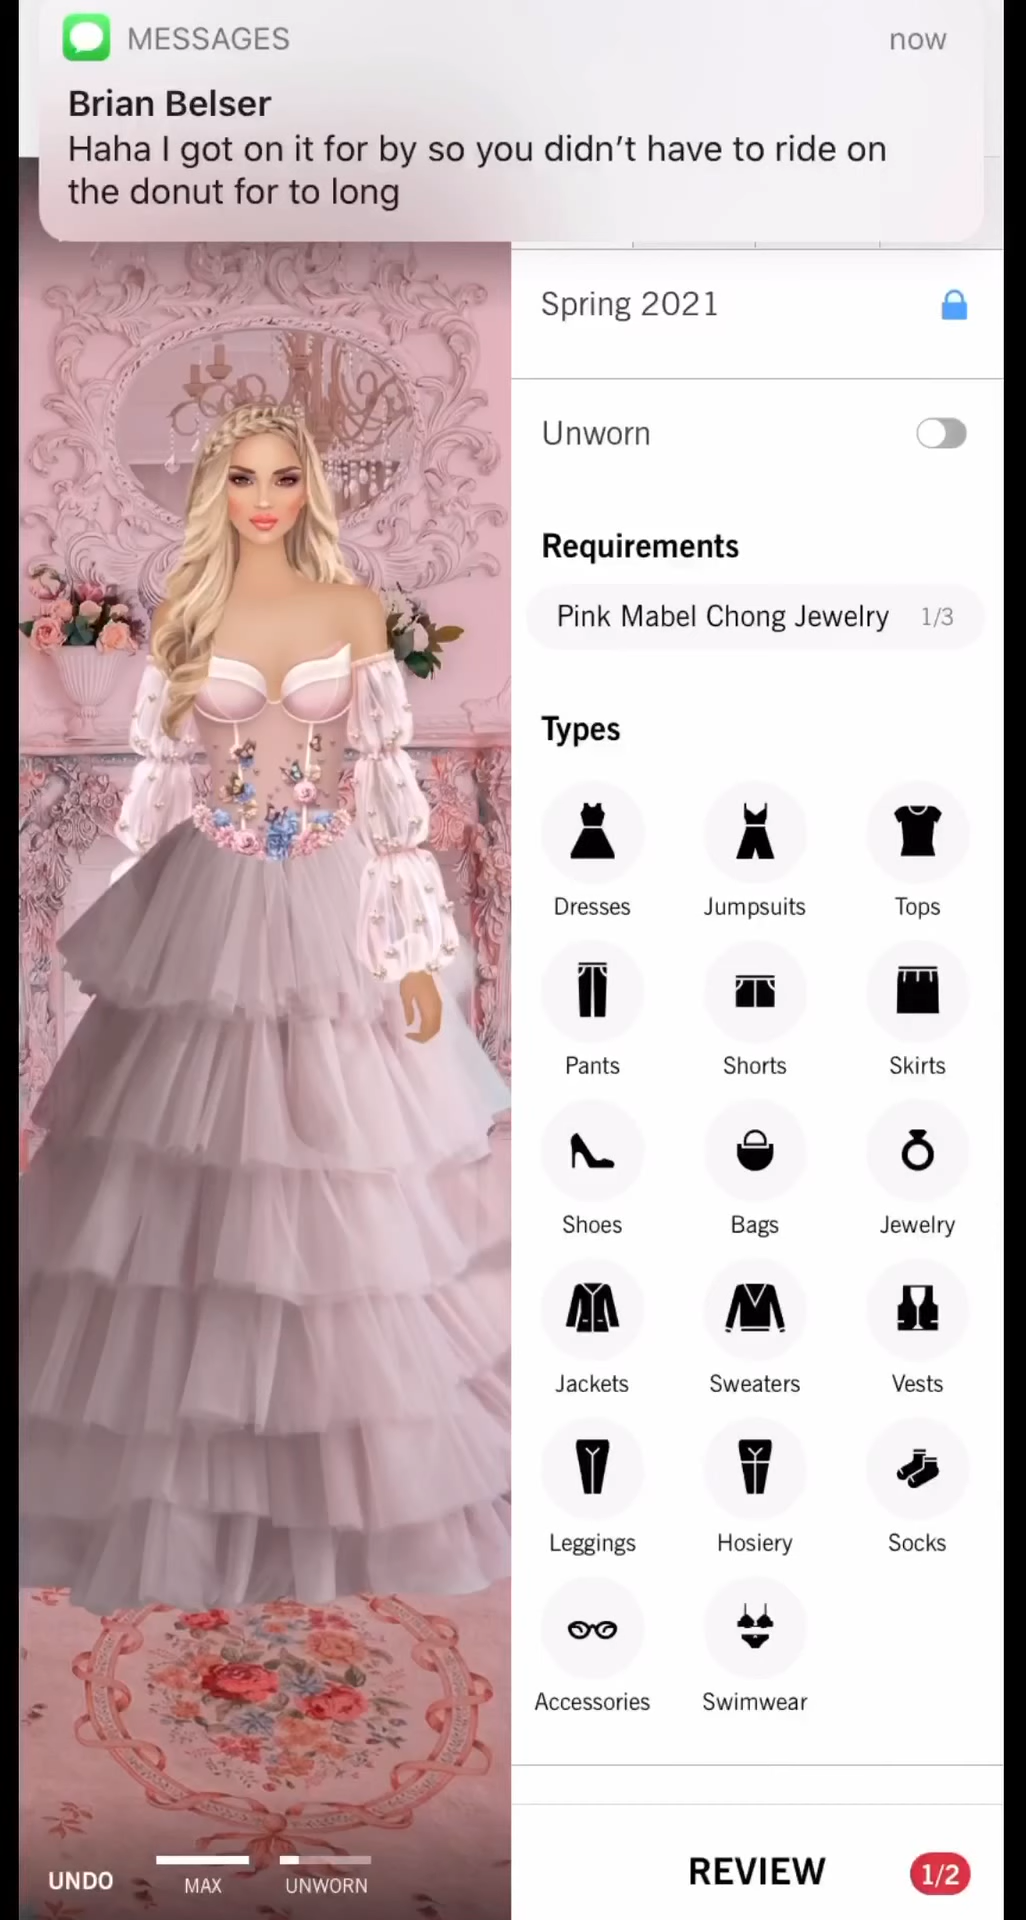 MESSAGES now
Brian Belser
Haha I got on it for by so you didn’t have to ride on
the donut for to long
Spring 2021
Unworn
Requirements
Pink Mabel Chong Jewelry 1/3
Types
Dresses Jumpsuits Tops
Pants Shorts Skirts
Shoes Bags Jewelry
Jackets Sweaters Vests
Leggings Hosiery Socks
Accessories Swimwear
UNDO MAX UNWORN
REVIEW 1/2